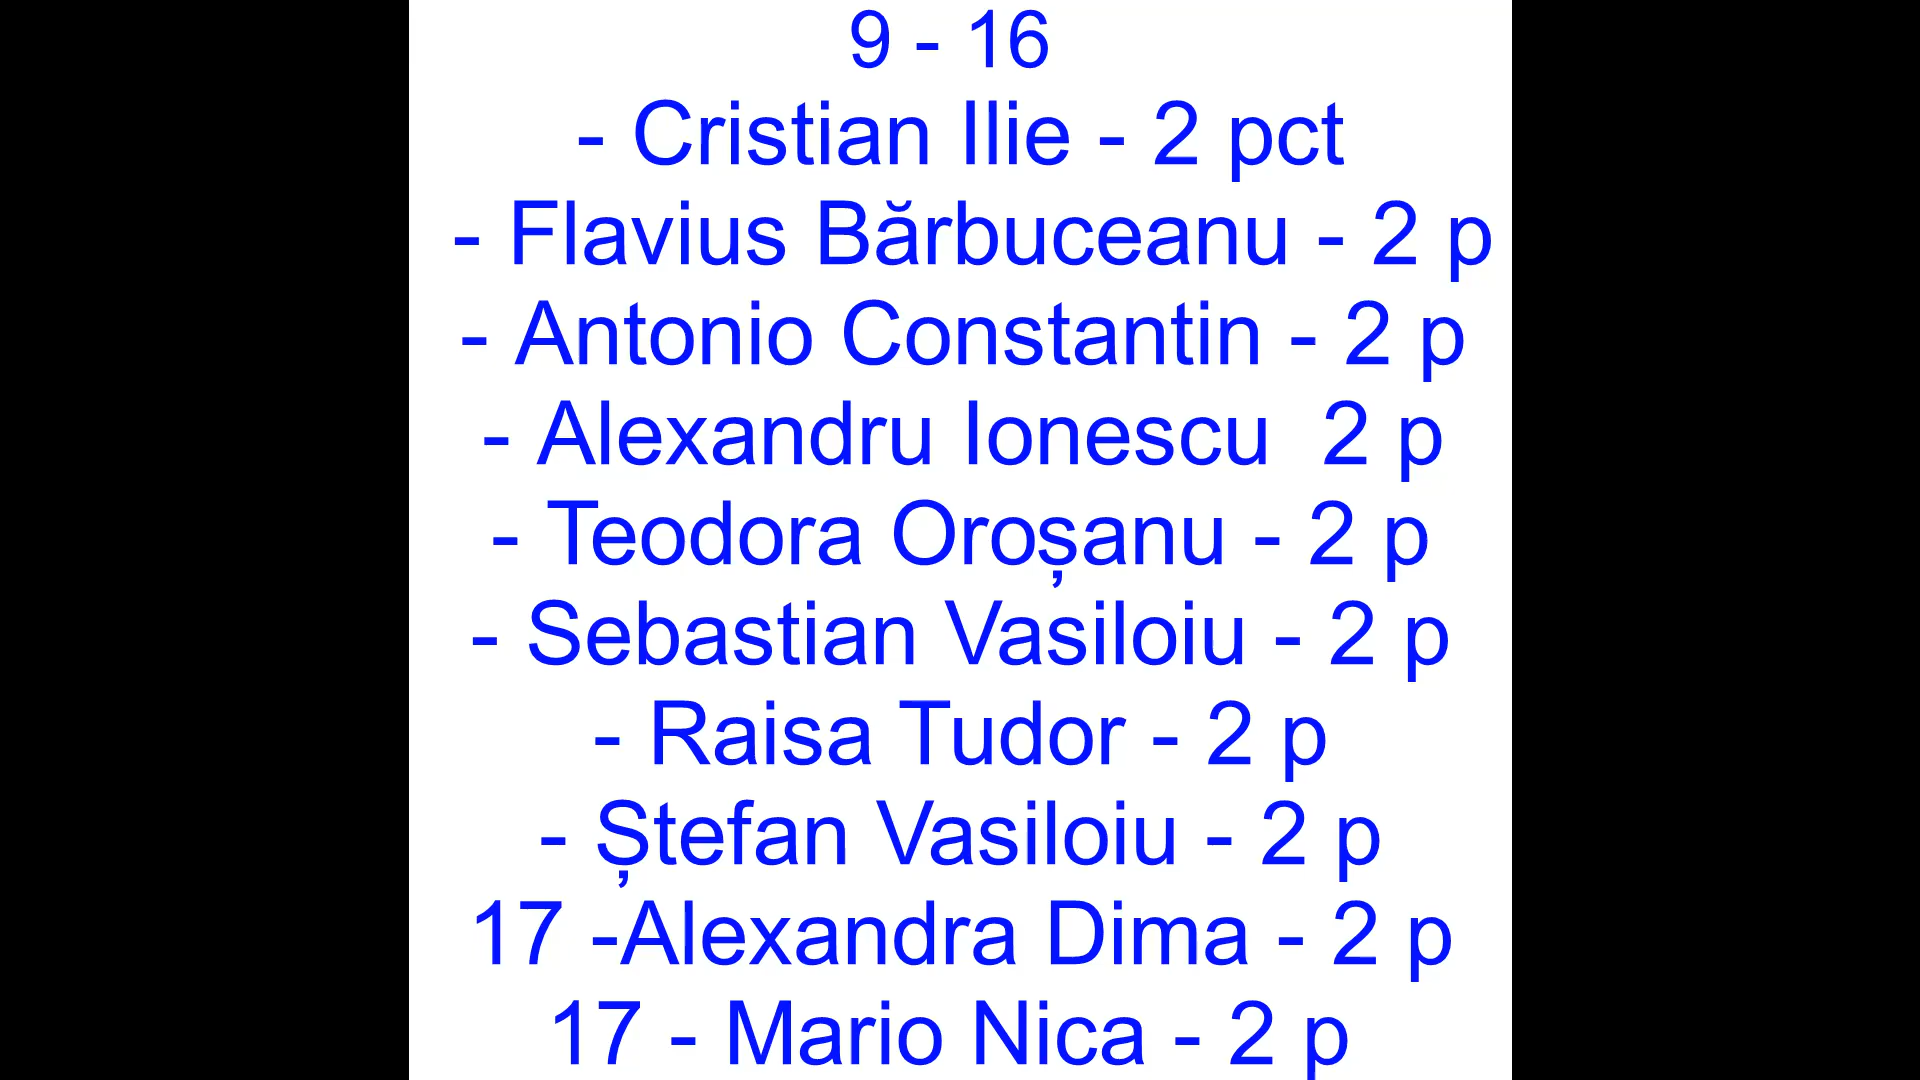 9 - 16
- Cristian Ilie - 2 pct
- Flavius Bărbuceanu - 2 p
- Antonio Constantin - 2 p
- Alexandru Ionescu  2 p
- Teodora Oroșanu - 2 p
- Sebastian Vasiloiu - 2 p
- Raisa Tudor - 2 p
- Ștefan Vasiloiu - 2 p
17 -Alexandra Dima - 2 p
17 - Mario Nica - 2 p